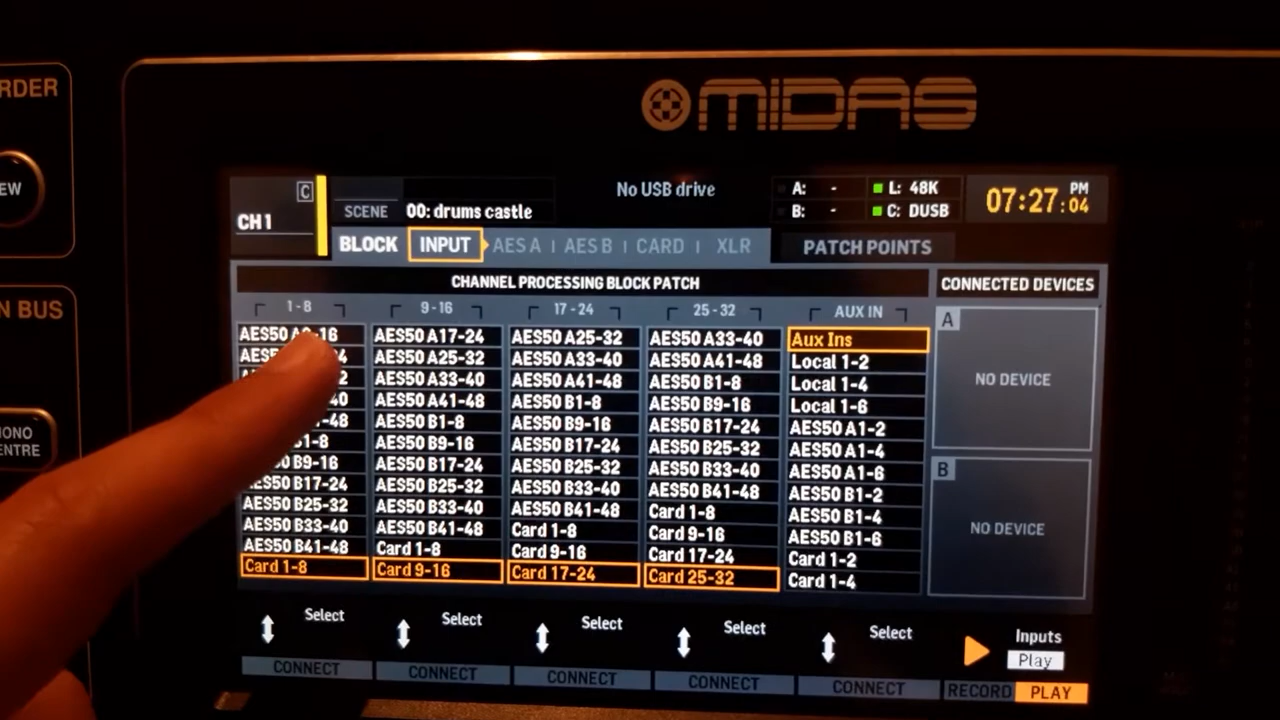 RDER
EW
N BUS
ONO
ENTRE
MIDAS
C
CH 1
SCENE
00: drums castle
No USB drive
A: -
B: -
L: 48K
C: DUSB
07:27:04 PM
BLOCK INPUT AES A | AES B | CARD | XLR
PATCH POINTS
CHANNEL PROCESSING BLOCK PATCH
CONNECTED DEVICES
1-8
AES50 B17-24
AES50 B25-32
AES50 B33-40
AES50 B41-48
Card 1-8
9-16
AES50 A17-24
AES50 A25-32
AES50 A33-40
AES50 A41-48
AES50 B1-8
AES50 B9-16
AES50 B17-24
AES50 B25-32
AES50 B33-40
AES50 B41-48
Card 1-8
Card 9-16
17-24
AES50 A25-32
AES50 A33-40
AES50 A41-48
AES50 B1-8
AES50 B9-16
AES50 B17-24
AES50 B25-32
AES50 B33-40
AES50 B41-48
Card 1-8
Card 9-16
Card 17-24
25-32
AES50 A33-40
AES50 A41-48
AES50 B1-8
AES50 B9-16
AES50 B17-24
AES50 B25-32
AES50 B33-40
AES50 B41-48
Card 1-8
Card 9-16
Card 17-24
Card 25-32
AUX IN
Aux Ins
Local 1-2
Local 1-4
Local 1-6
AES50 A1-2
AES50 A1-4
AES50 A1-6
AES50 B1-2
AES50 B1-4
AES50 B1-6
Card 1-2
Card 1-4
A
NO DEVICE
B
NO DEVICE
Select
Select
Select
Select
Select
Inputs
Play
CONNECT
CONNECT
CONNECT
CONNECT
CONNECT
RECORD PLAY